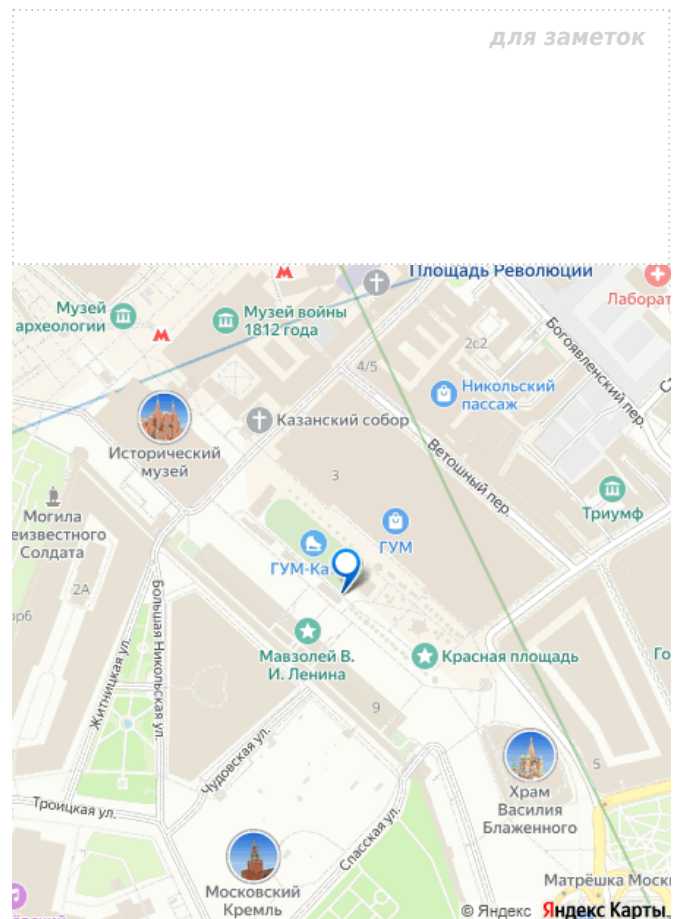 для заметок
Площадь Революции
Музей
археологии
Музей войны
1812 года
Лаборат
Богоявленский пер.
2с2
4/5
Никольский
пассаж
Казанский собор
Исторический
музей
Ветошный пер.
3
Могила
еизвестного
Солдата
Триумф
ГУМ
ГУМ-Ка
2А
орб
Большая Никольская ул.
Житницкая ул.
Мавзолей В.
И. Ленина
Красная площадь
Го
9
Чудовская ул.
5
Храм
Василия
Блаженного
Троицкая ул.
Спасская ул.
Московский
Кремль
Матрёшка Моск
© Яндекс Яндекс Карты